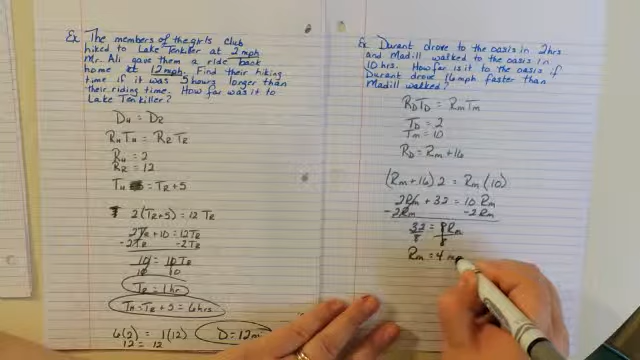 Ex The members of the girls club
hiked to Lake Tenkiller at 2 mph
Mr. Ali gave them a ride back
home at 12 mph. Find their hiking
time if it was 5 hours longer than
their riding time. How far was it to
Lake Tenkiller?
DH = DR
RH TH = RR TR
RH = 2
RR = 12
TH = TR + 5
2 (TR + 5) = 12 TR
2TR + 10 = 12TR
-2TR -2TR
10 = 10TR
10 10
TR = 1 hr
TH = TR + 5 = 6 hrs
6(2) = 1(12)
12 = 12
D = 12 mi
Ex Durant drove to the oasis in 2 hrs
and Madill walked to the oasis in
10 hrs. How far is it to the oasis if
Durant drove 16 mph faster than
Madill walked?
RD TD = Rm Tm
TD = 2
Tm = 10
RD = Rm + 16
(Rm + 16) 2 = Rm (10)
2Rm + 32 = 10 Rm
-2Rm -2Rm
32 = 8Rm
8 8
Rm = 4 mp